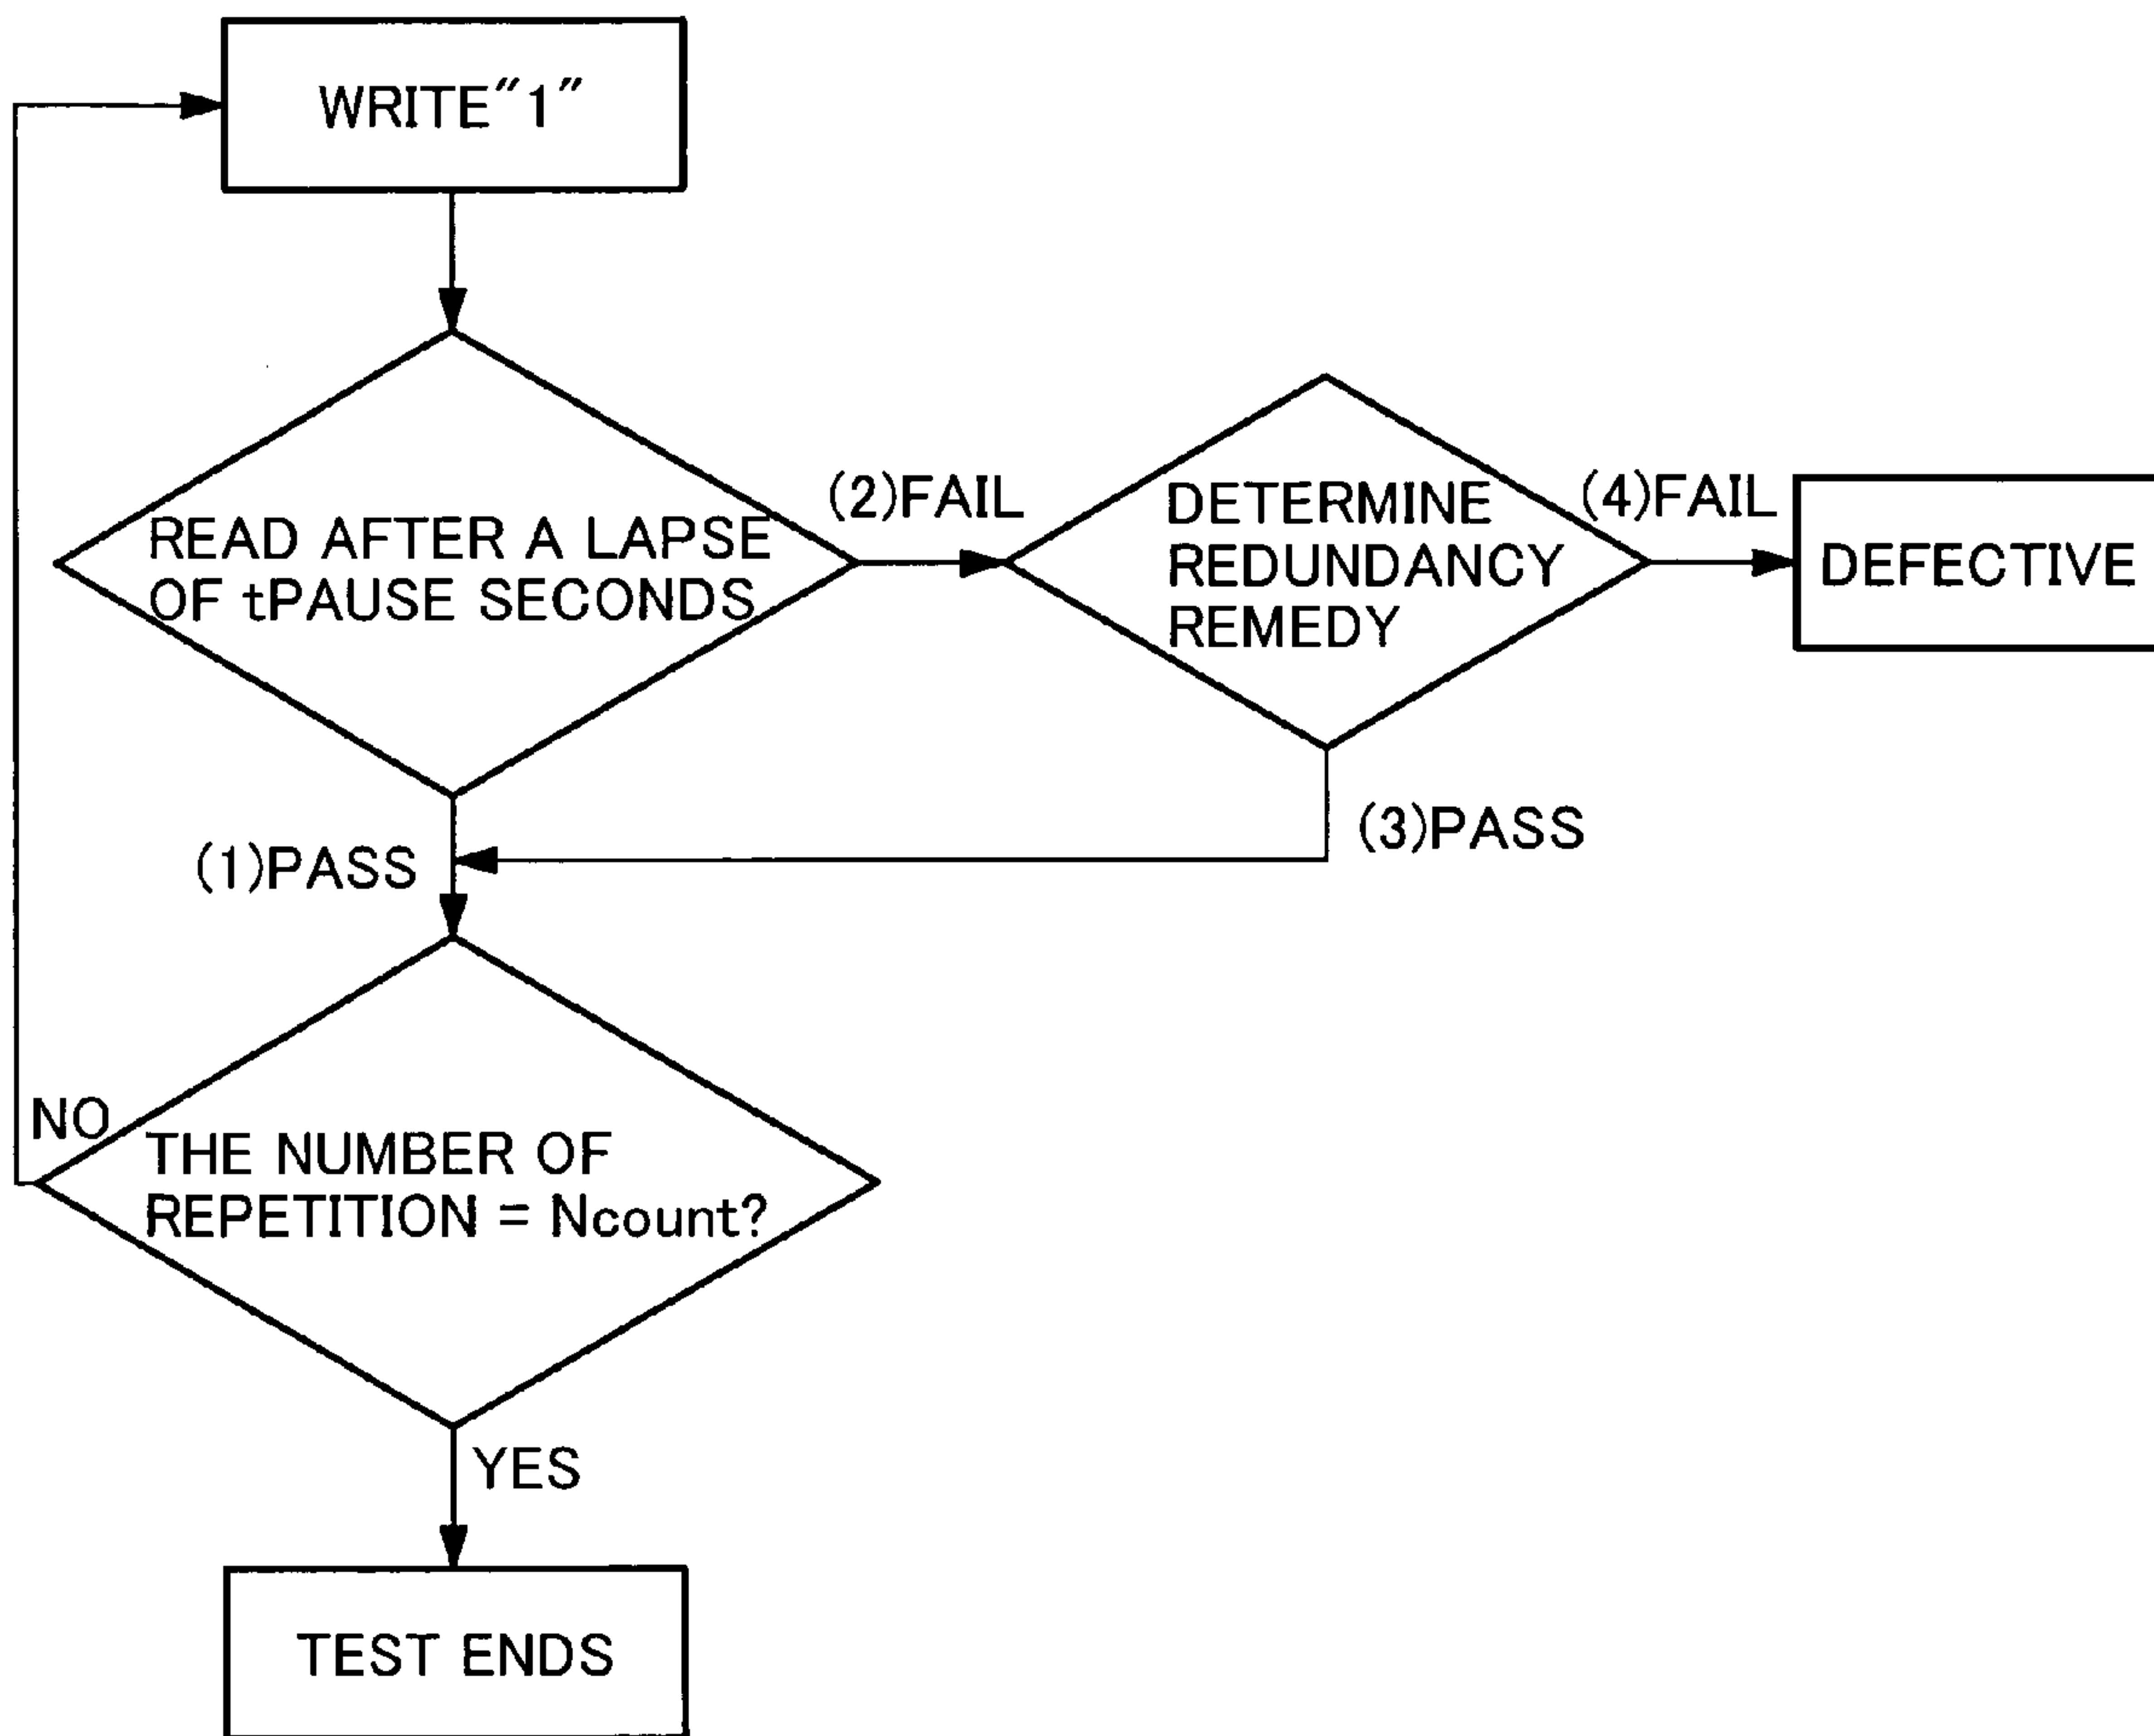 WRITE"1"
READ AFTER A LAPSE
OF tPAUSE SECONDS
(2)FAIL
DETERMINE
REDUNDANCY
REMEDY
(4)FAIL
DEFECTIVE
(1)PASS
(3)PASS
NO
THE NUMBER OF
REPETITION = Ncount?
YES
TEST ENDS